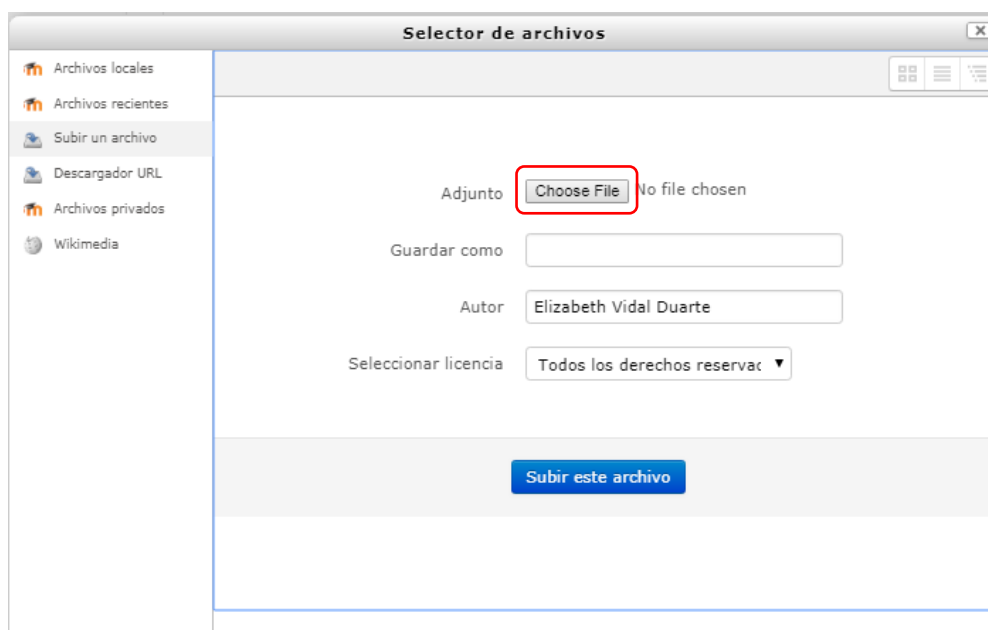 Selector de archivos
Archivos locales
Archivos recientes
Subir un archivo
Descargador URL
Archivos privados
Wikimedia
Adjunto Choose File No file chosen
Guardar como
Autor Elizabeth Vidal Duarte
Seleccionar licencia Todos los derechos reservac
Subir este archivo